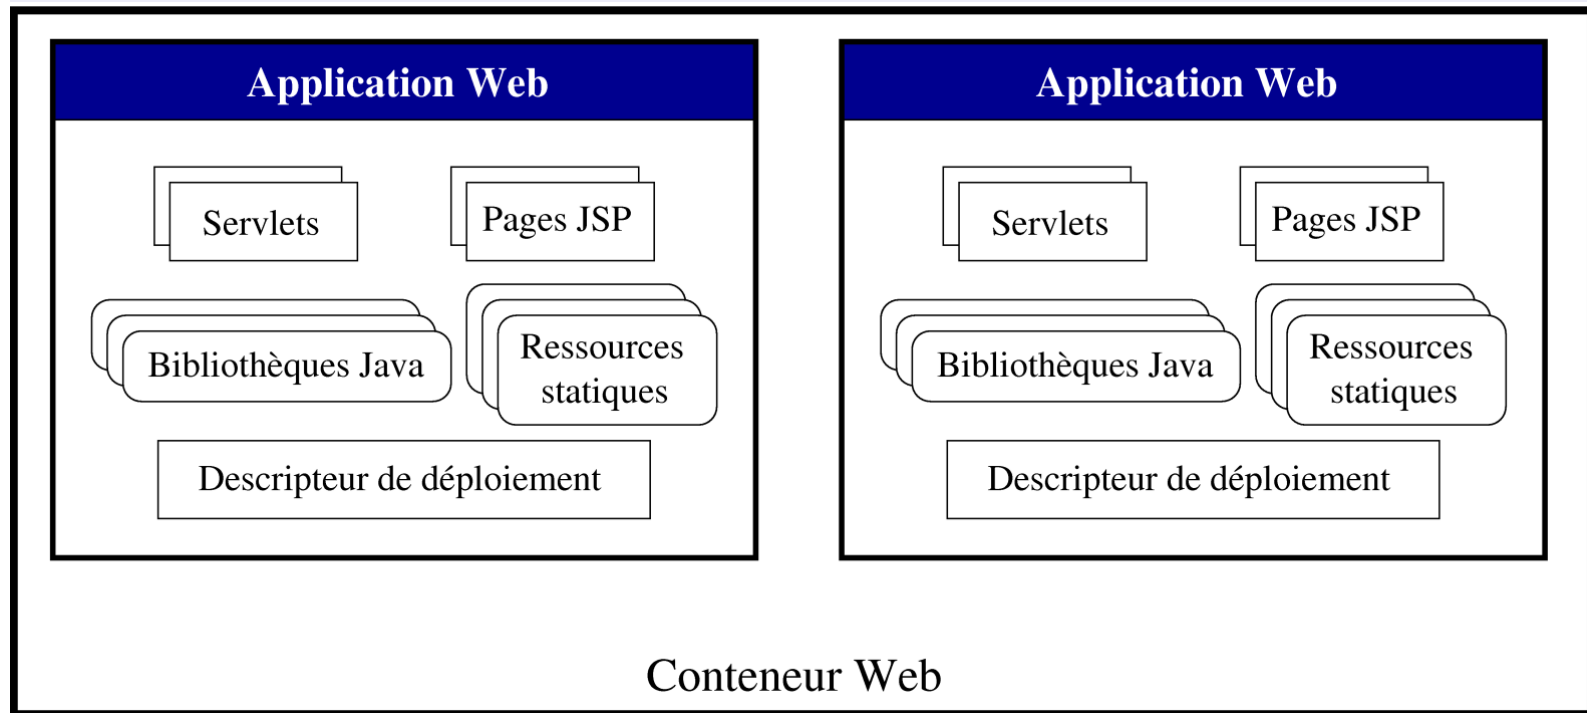 Application Web
Servlets
Pages JSP
Bibliothèques Java
Ressources
statiques
Descripteur de déploiement
Application Web
Servlets
Pages JSP
Bibliothèques Java
Ressources
statiques
Descripteur de déploiement
Conteneur Web